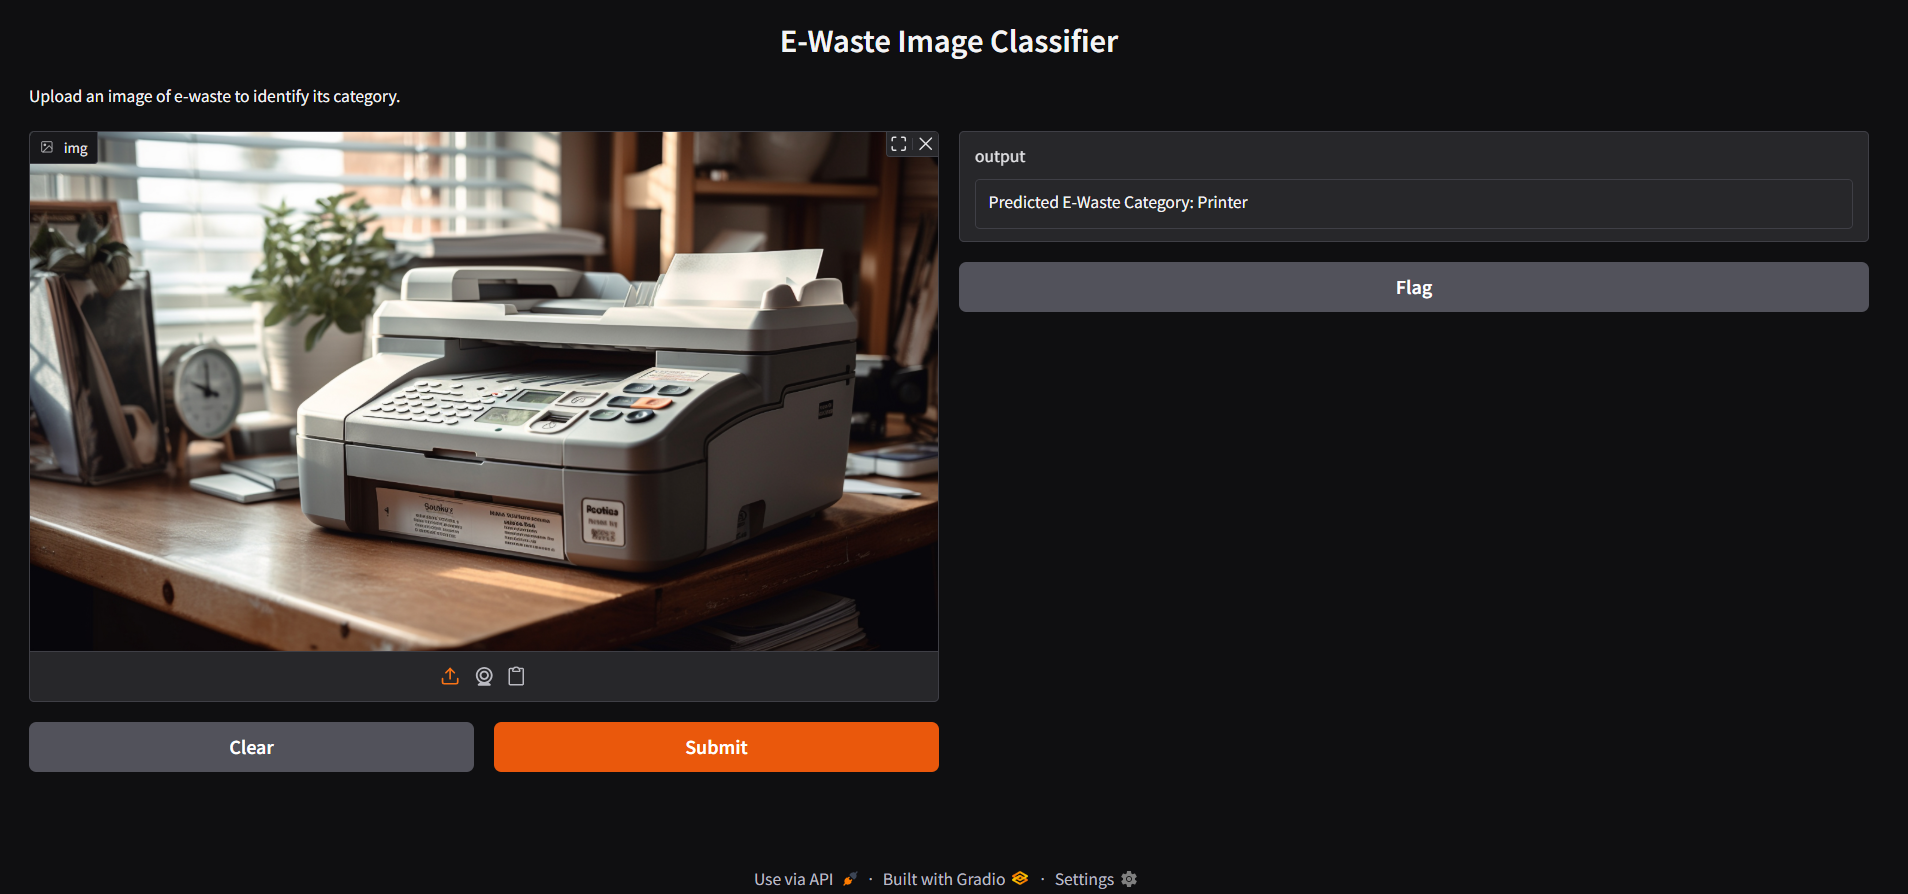 E-Waste Image Classifier
Upload an image of e-waste to identify its category.
img
output
Predicted E-Waste Category: Printer
Flag
Clear
Submit
Use via API · Built with Gradio · Settings